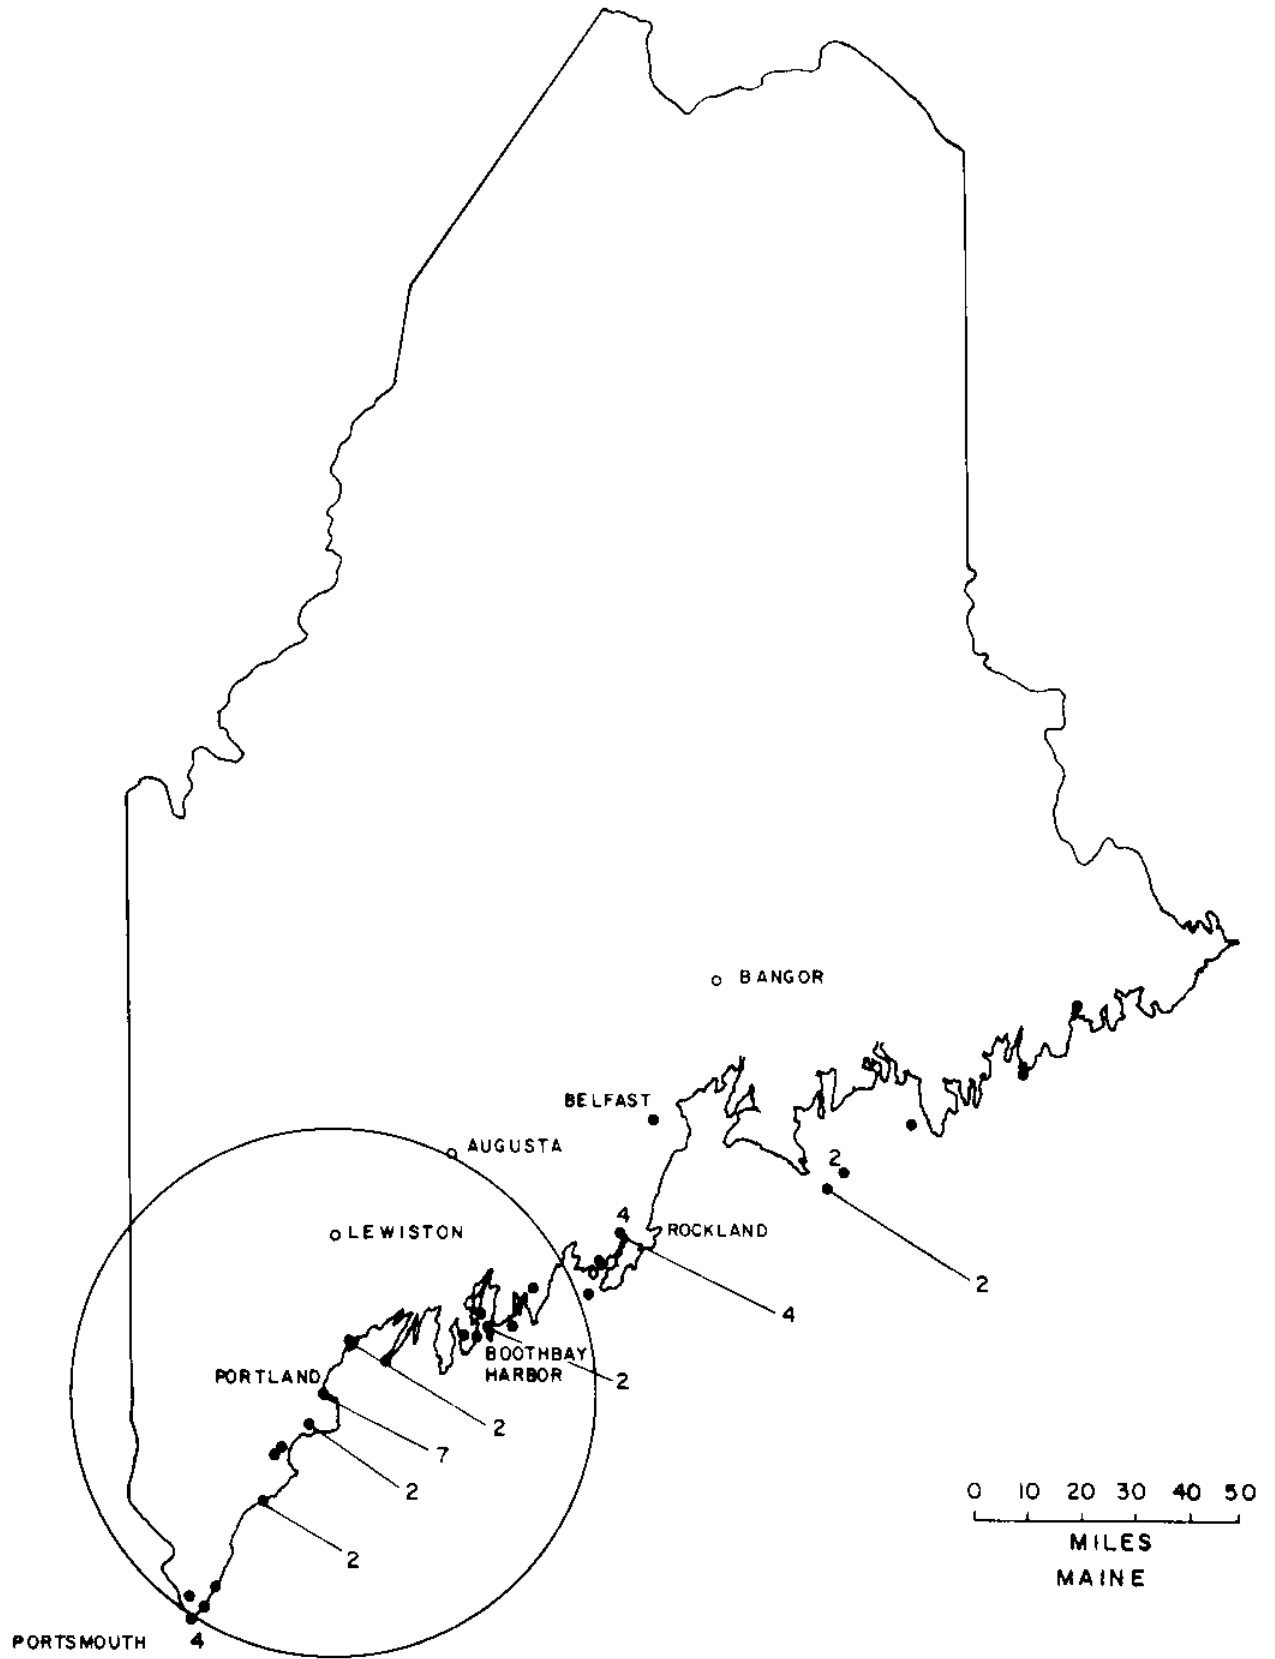 BANGOR
BELFAST
AUGUSTA
2
4
ROCKLAND
LEWISTON
2
4
BOOTHBAY
HARBOR
2
PORTLAND
2
7
2
2
0 10 20 30 40 50
MILES
MAINE
PORTSMOUTH 4